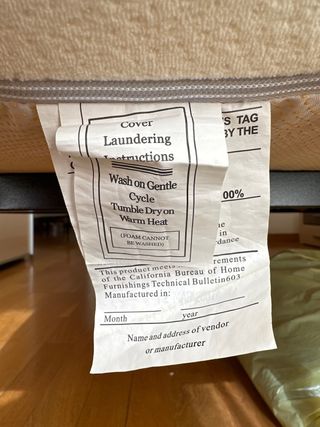 Cover
Laundering
Instructions
Wash on Gentle
Cycle
Tumble Dry on
Warm Heat
(FOAM CANNOT
BE WASHED)
TAG
BY THE
100%
in
This product meets
of the California Bureau of Home
Furnishings Technical Bulletin603
Manufactured in:
Month
year
Name and address of vendor
or manufacturer